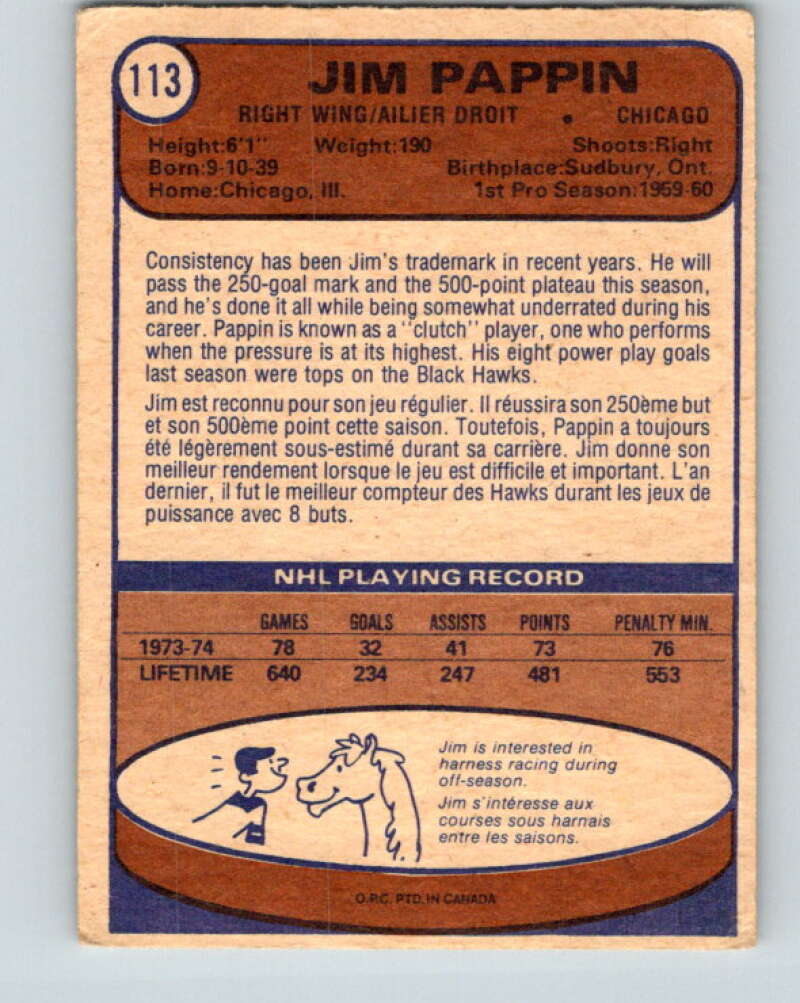 113
JIM PAPPIN
RIGHT WING/AILIER DROIT • CHICAGO
Height:6'1" Weight:190 Shoots:Right
Born:9-10-39 Birthplace:Sudbury, Ont.
Home:Chicago, Ill. 1st Pro Season:1959-60
Consistency has been Jim's trademark in recent years. He will
pass the 250-goal mark and the 500-point plateau this season,
and he's done it all while being somewhat underrated during his
career. Pappin is known as a "clutch" player, one who performs
when the pressure is at its highest. His eight power play goals
last season were tops on the Black Hawks.
Jim est reconnu pour son jeu régulier. Il réussira son 250ème but
et son 500ème point cette saison. Toutefois, Pappin a toujours
été légèrement sous-estimé durant sa carrière. Jim donne son
meilleur rendement lorsque le jeu est difficile et important. L'an
dernier, il fut le meilleur compteur des Hawks durant les jeux de
puissance avec 8 buts.
NHL PLAYING RECORD
GAMES GOALS ASSISTS POINTS PENALTY MIN.
1973-74 78 32 41 73 76
LIFETIME 640 234 247 481 553
Jim is interested in
harness racing during
off-season.
Jim s'intéresse aux
courses sous harnais
entre les saisons.
O.P.C. PTD. IN CANADA